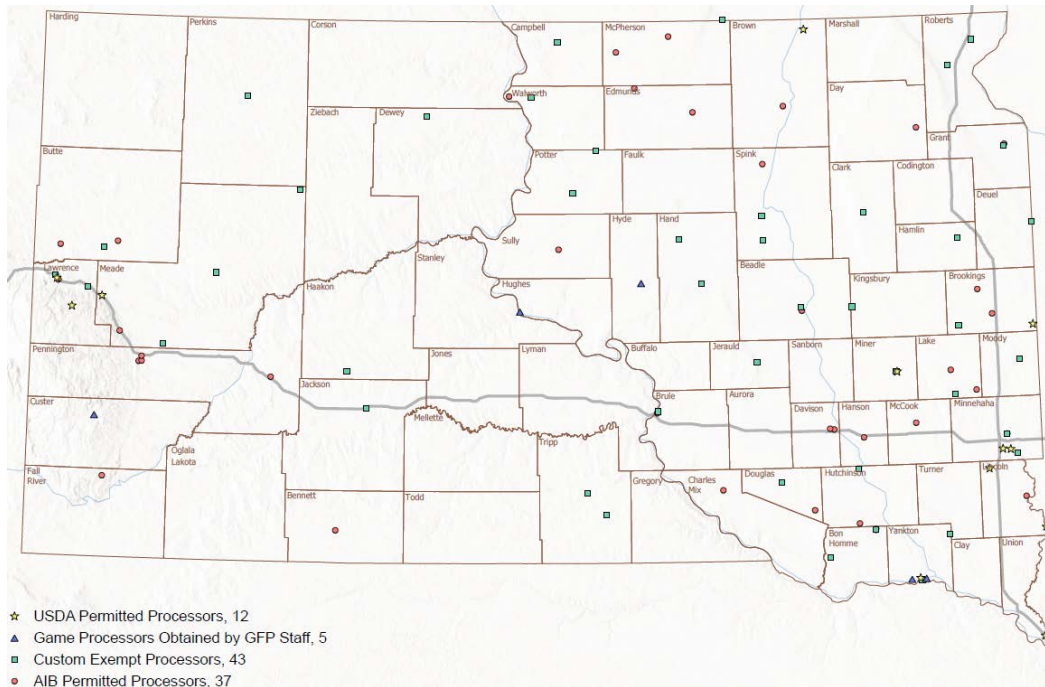 Harding
Perkins
Corson
Campbell
McPherson
Brown
Marshall
Roberts
Walworth
Edmunds
Day
Ziebach
Dewey
Grant
Butte
Potter
Faulk
Spink
Clark
Codington
Deuel
Hamlin
Sully
Hyde
Hand
Stanley
Lawrence
Meade
Haakon
Hughes
Beadle
Kingsbury
Brookings
Pennington
Jones
Lyman
Buffalo
Jerauld
Sanborn
Miner
Lake
Moody
Jackson
Custer
Mellette
Brule
Aurora
Davison
Hanson
McCook
Minnehaha
Oglala
Lakota
Tripp
Fall
River
Gregory
Charles
Mix
Douglas
Hutchinson
Turner
Lincoln
Bennett
Todd
Bon
Homme
Yankton
Clay
Union
USDA Permitted Processors, 12
Game Processors Obtained by GFP Staff, 5
Custom Exempt Processors, 43
AIB Permitted Processors, 37